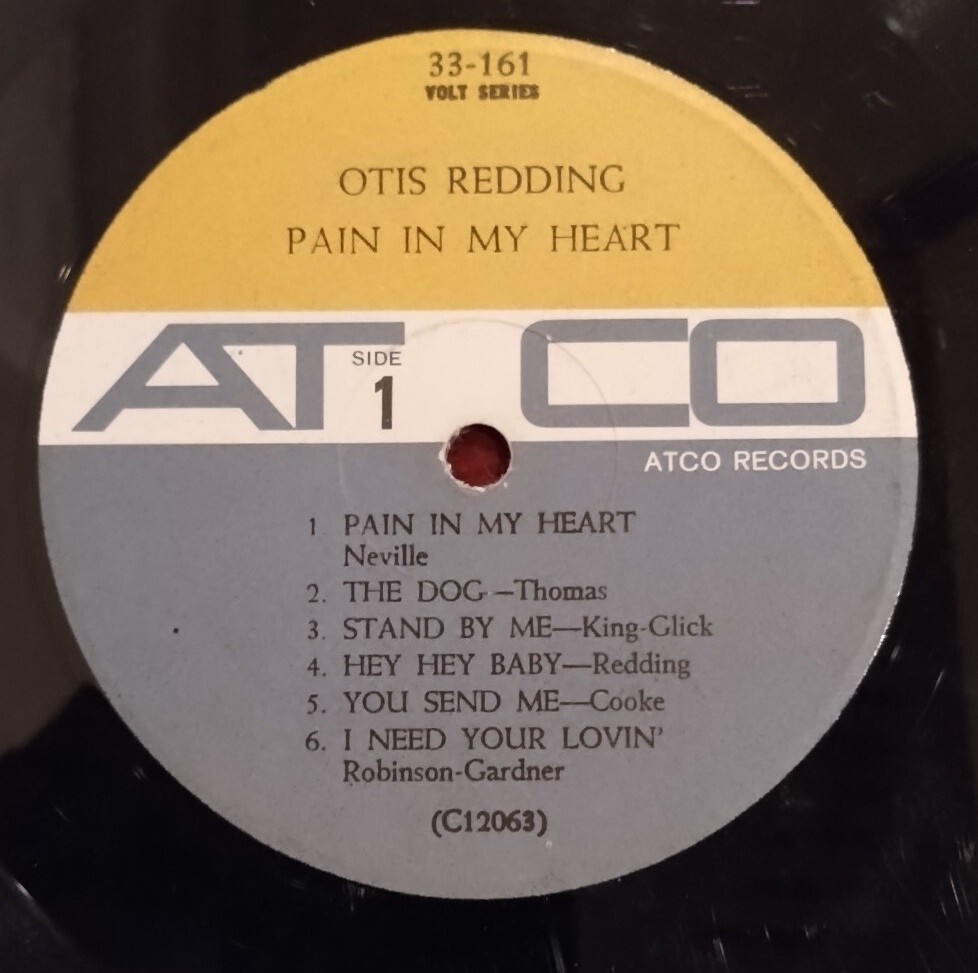 33-161
VOLT SERIES
OTIS REDDING
PAIN IN MY HEART
ATCO
SIDE
1
ATCO RECORDS
1 PAIN IN MY HEART
Neville
2. THE DOG—Thomas
3. STAND BY ME—King-Glick
4. HEY HEY BABY—Redding
5. YOU SEND ME—Cooke
6. I NEED YOUR LOVIN'
Robinson-Gardner
(C12063)